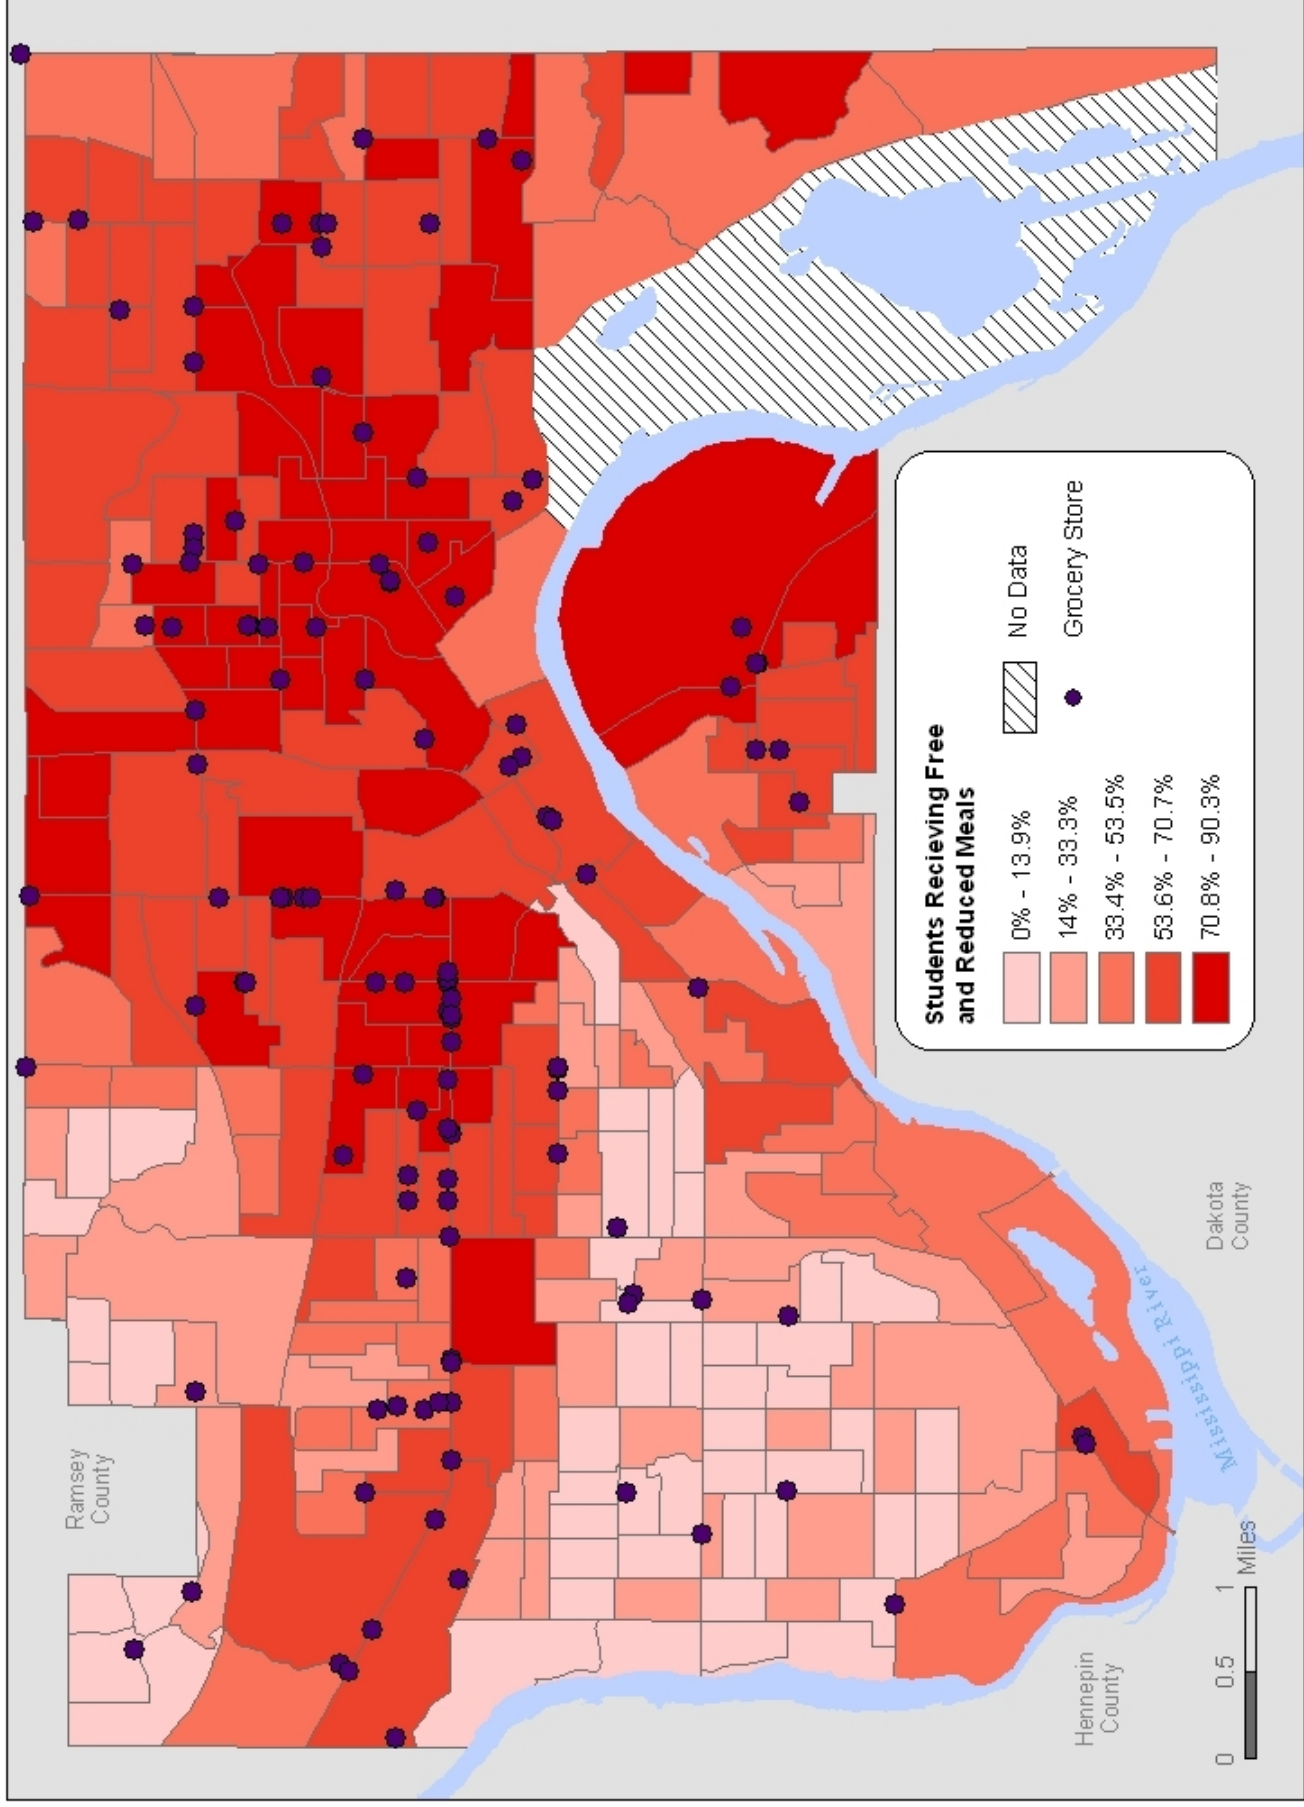 Ramsey
County
Hennepin
County
0 0.5 1 Miles
Mississippi River
Dakota
County
Students Recieving Free
and Reduced Meals
0% - 13.9%
14% - 33.3%
33.4% - 53.5%
53.6% - 70.7%
70.8% - 90.3%
No Data
Grocery Store